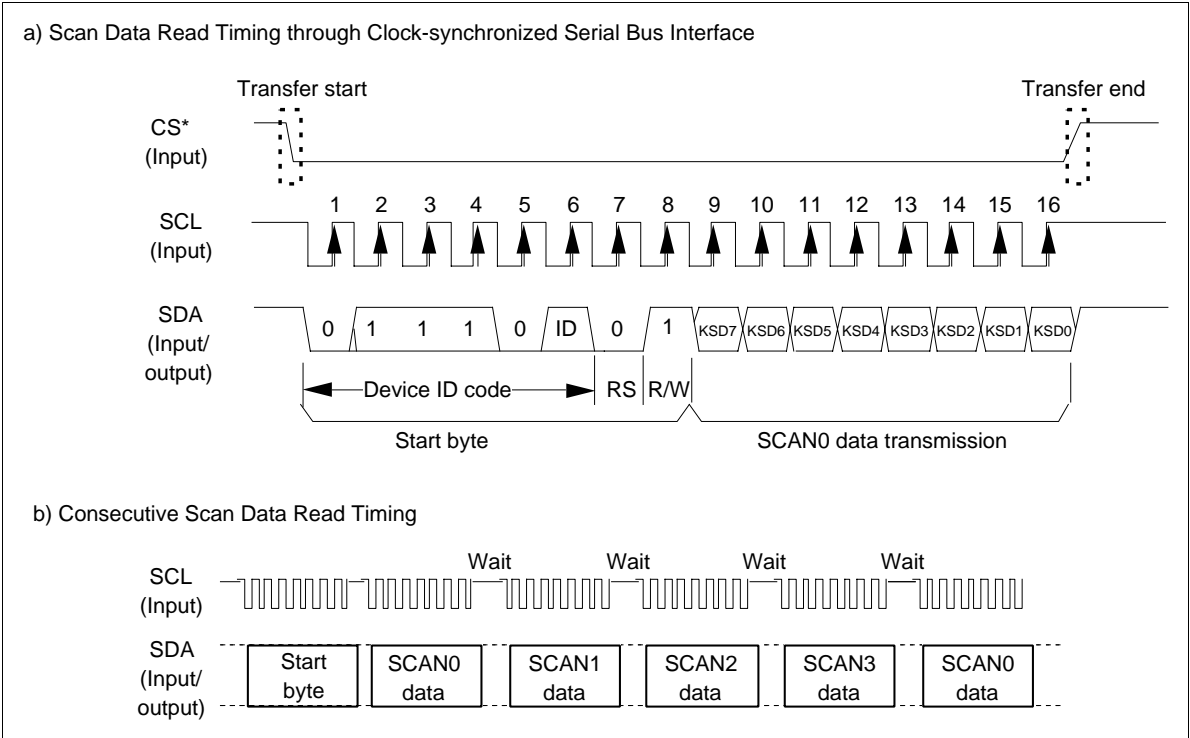 a) Scan Data Read Timing through Clock-synchronized Serial Bus Interface
Transfer start
Transfer end
CS*
(Input)
1 2 3 4 5 6 7 8 9 10 11 12 13 14 15 16
SCL
(Input)
SDA
(Input/
output)
0 1 1 1 0 ID 0 1 KSD7 KSD6 KSD5 KSD4 KSD3 KSD2 KSD1 KSD0
Device ID code RS R/W
Start byte
SCAN0 data transmission
b) Consecutive Scan Data Read Timing
Wait Wait Wait Wait
SCL
(Input)
SDA
(Input/
output)
Start
byte
SCAN0
data
SCAN1
data
SCAN2
data
SCAN3
data
SCAN0
data